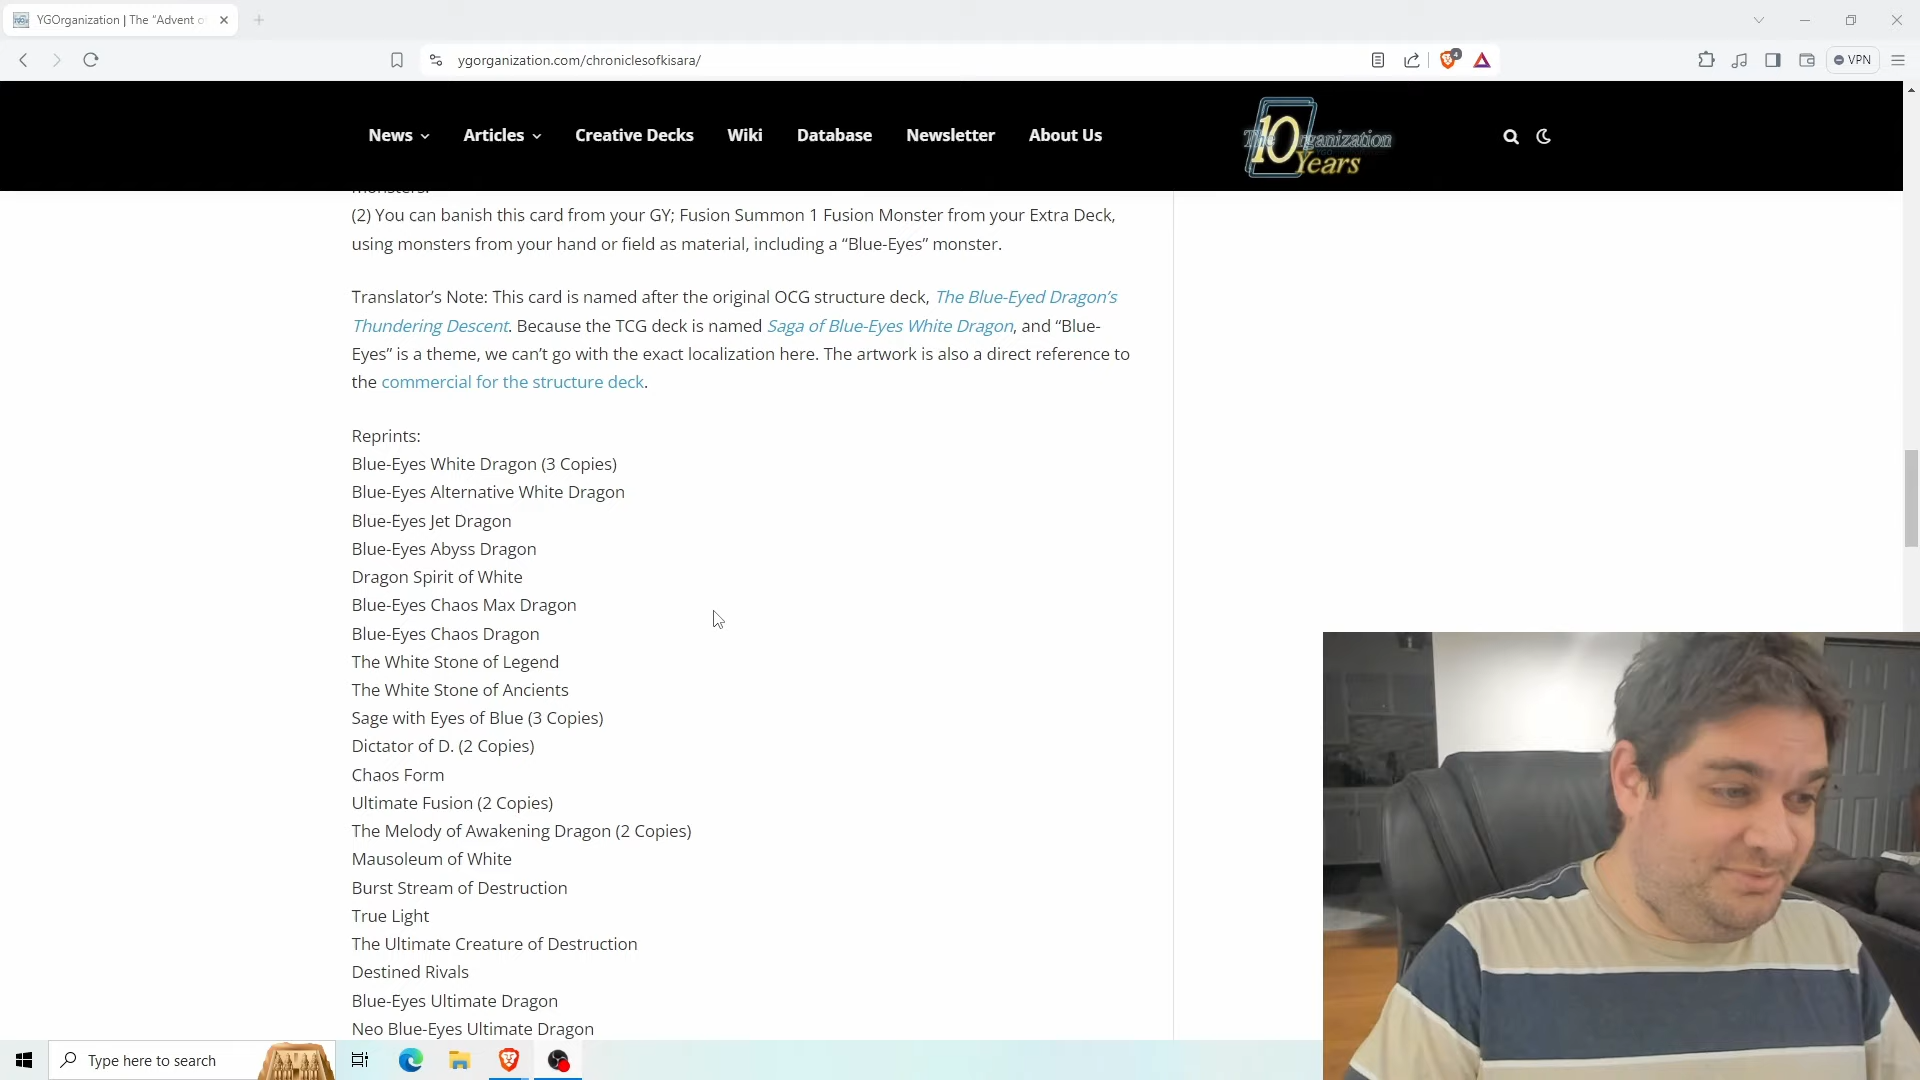 YGOrganization | The “Advent o
ygorganization.com/chroniclesofkisara/
4
VPN
News
Articles
Creative Decks
Wiki
Database
Newsletter
About Us
The Organization
10 Years
monsters.
(2) You can banish this card from your GY; Fusion Summon 1 Fusion Monster from your Extra Deck,
using monsters from your hand or field as material, including a “Blue-Eyes” monster.
Translator’s Note: This card is named after the original OCG structure deck, The Blue-Eyed Dragon’s
Thundering Descent. Because the TCG deck is named Saga of Blue-Eyes White Dragon, and “Blue-
Eyes” is a theme, we can’t go with the exact localization here. The artwork is also a direct reference to
the commercial for the structure deck.
Reprints:
Blue-Eyes White Dragon (3 Copies)
Blue-Eyes Alternative White Dragon
Blue-Eyes Jet Dragon
Blue-Eyes Abyss Dragon
Dragon Spirit of White
Blue-Eyes Chaos Max Dragon
Blue-Eyes Chaos Dragon
The White Stone of Legend
The White Stone of Ancients
Sage with Eyes of Blue (3 Copies)
Dictator of D. (2 Copies)
Chaos Form
Ultimate Fusion (2 Copies)
The Melody of Awakening Dragon (2 Copies)
Mausoleum of White
Burst Stream of Destruction
True Light
The Ultimate Creature of Destruction
Destined Rivals
Blue-Eyes Ultimate Dragon
Neo Blue-Eyes Ultimate Dragon
Type here to search